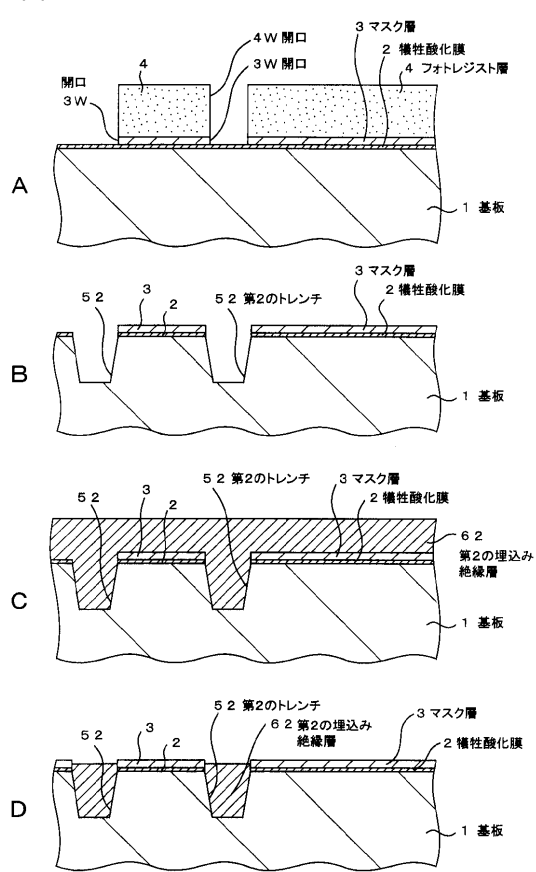 3 マスク層
4W 開口
2 犠牲酸化膜
4
3W 開口
4 フォトレジスト層
開口
3W
A
1 基板
3 マスク層
52
3
2
52 第2のトレンチ
2 犠牲酸化膜
B
1 基板
52 第2のトレンチ
3 マスク層
52
3
2
2 犠牲酸化膜
62
第2の埋込み
絶縁層
C
1 基板
52 第2のトレンチ
52
3
2
62 第2の埋込み
絶縁層
3 マスク層
2 犠牲酸化膜
D
1 基板